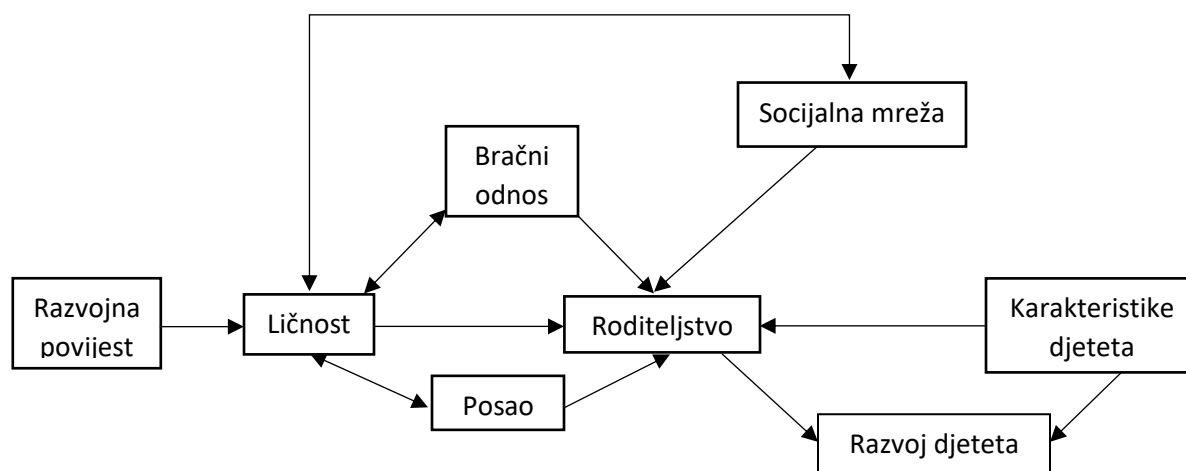 Socijalna mreža
Bračni
odnos
Razvojna
povijest
Ličnost
Roditeljstvo
Karakteristike
djeteta
Posao
Razvoj djeteta